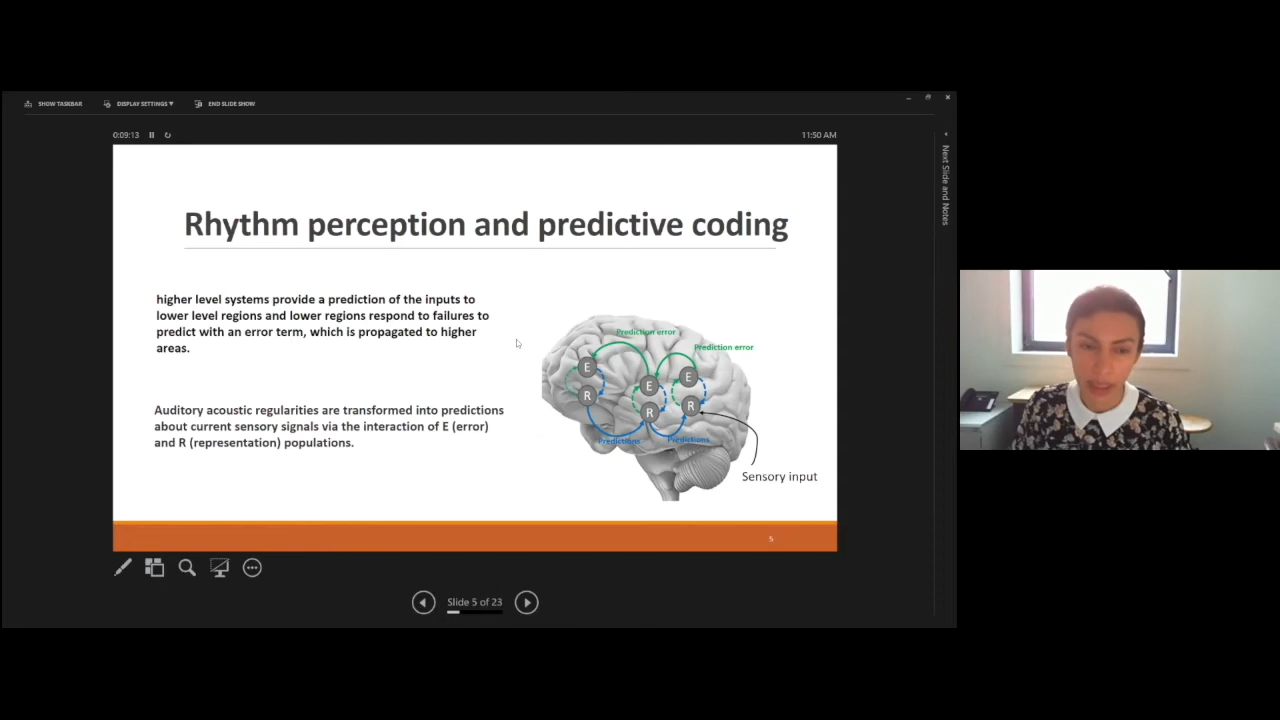 SHOW TASKBAR DISPLAY SETTINGS ▾ END SLIDE SHOW
0:09:13 11:50 AM
Next Slide and Notes
Rhythm perception and predictive coding
higher level systems provide a prediction of the inputs to
lower level regions and lower regions respond to failures to
predict with an error term, which is propagated to higher
areas.
Auditory acoustic regularities are transformed into predictions
about current sensory signals via the interaction of E (error)
and R (representation) populations.
Prediction error
Prediction error
E
E
E
R
R
R
Predictions
Predictions
Sensory input
5
Slide 5 of 23